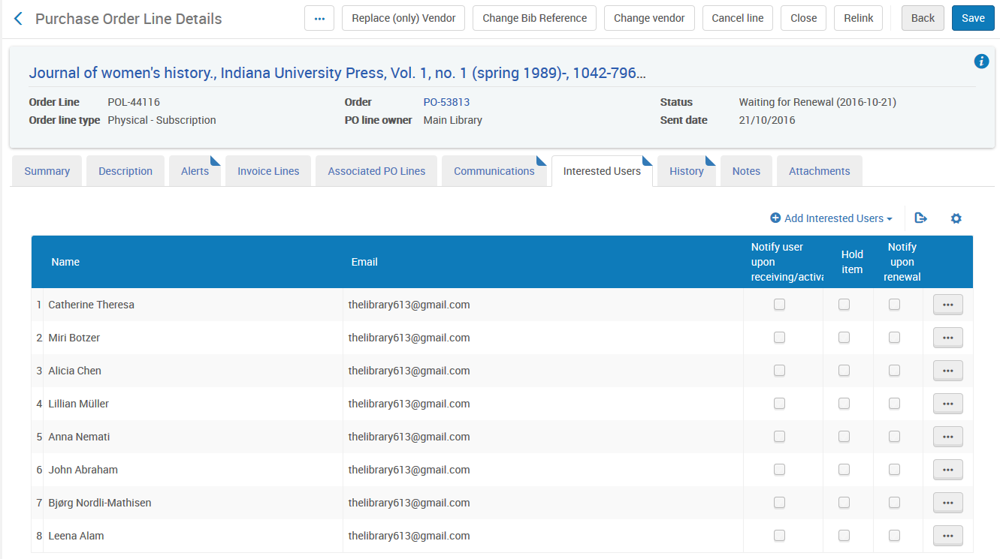 Purchase Order Line Details
... Replace (only) Vendor Change Bib Reference Change vendor Cancel line Close Relink Back Save
Journal of women's history., Indiana University Press, Vol. 1, no. 1 (spring 1989)-, 1042-796...
Order Line POL-44116 Order PO-53813 Status Waiting for Renewal (2016-10-21)
Order line type Physical - Subscription PO line owner Main Library Sent date 21/10/2016
Summary Description Alerts Invoice Lines Associated PO Lines Communications Interested Users History Notes Attachments
Add Interested Users
Name Email
Notify user
upon
receiving/activa
Hold
item
Notify
upon
renewal
1 Catherine Theresa thelibrary613@gmail.com ...
2 Miri Botzer thelibrary613@gmail.com ...
3 Alicia Chen thelibrary613@gmail.com ...
4 Lillian Müller thelibrary613@gmail.com ...
5 Anna Nemati thelibrary613@gmail.com ...
6 John Abraham thelibrary613@gmail.com ...
7 Bjørg Nordli-Mathisen thelibrary613@gmail.com ...
8 Leena Alam thelibrary613@gmail.com ...